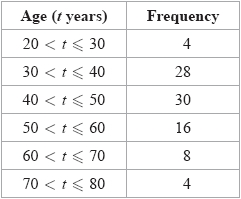 Age (t years) Frequency
20 < t ⩽ 30 4
30 < t ⩽ 40 28
40 < t ⩽ 50 30
50 < t ⩽ 60 16
60 < t ⩽ 70 8
70 < t ⩽ 80 4